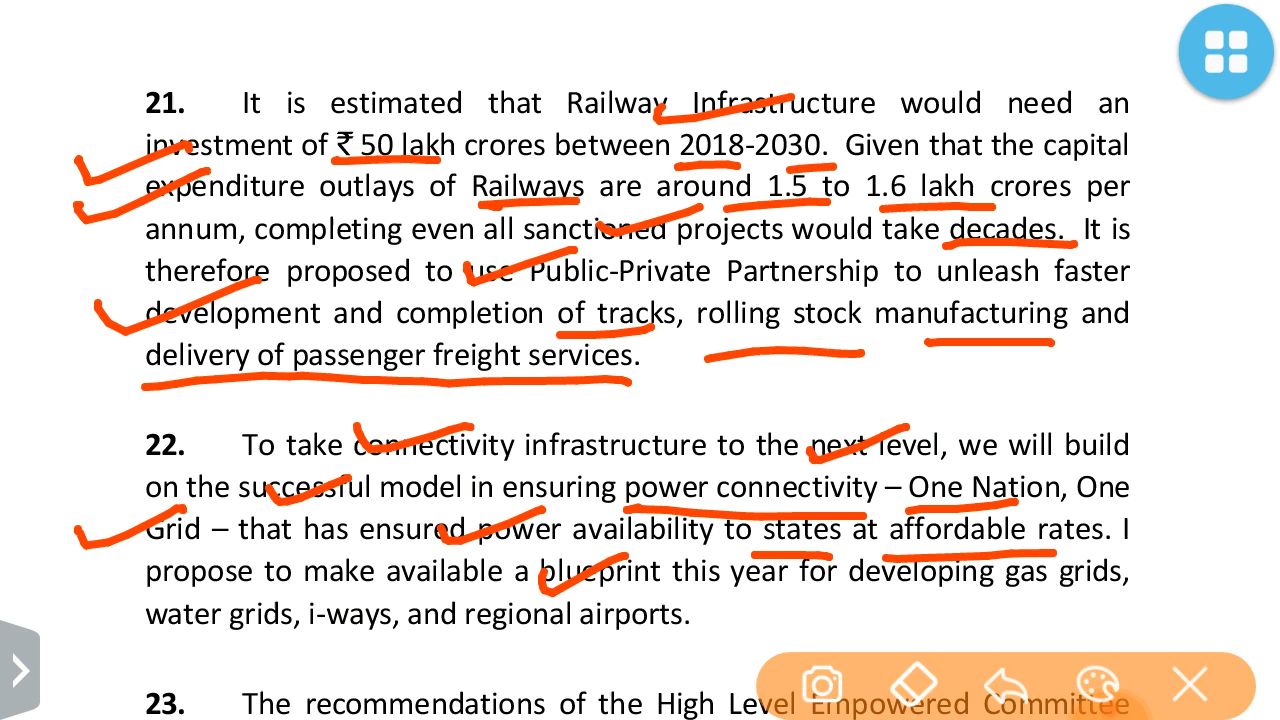 21. It is estimated that Railway Infrastructure would need an
investment of ₹ 50 lakh crores between 2018-2030. Given that the capital
expenditure outlays of Railways are around 1.5 to 1.6 lakh crores per
annum, completing even all sanctioned projects would take decades. It is
therefore proposed to use Public-Private Partnership to unleash faster
development and completion of tracks, rolling stock manufacturing and
delivery of passenger freight services.
22. To take connectivity infrastructure to the next level, we will build
on the successful model in ensuring power connectivity – One Nation, One
Grid – that has ensured power availability to states at affordable rates. I
propose to make available a blueprint this year for developing gas grids,
water grids, i-ways, and regional airports.
23. The recommendations of the High Level Empowered Committee